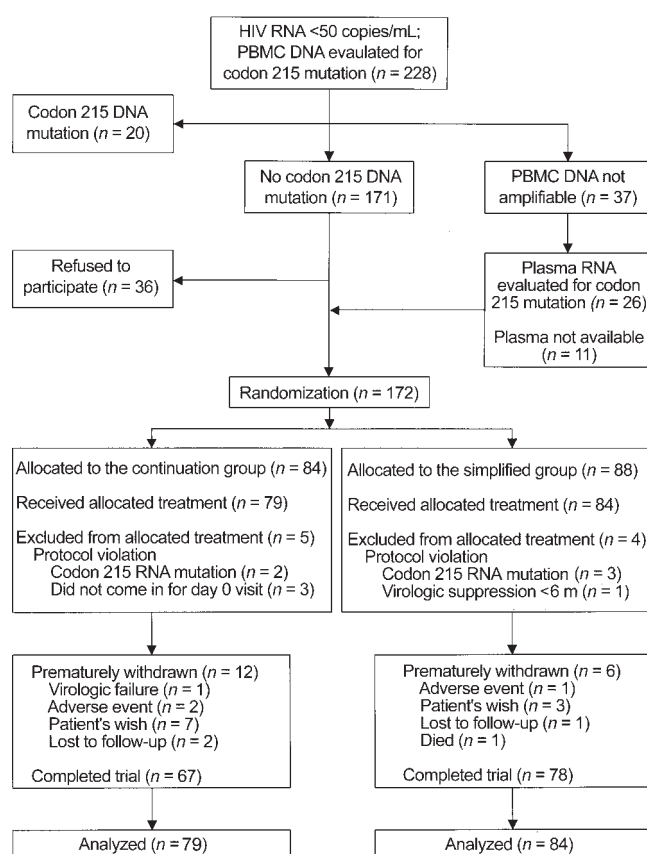 HIV RNA <50 copies/mL;
PBMC DNA evaulated for
codon 215 mutation (n = 228)
Codon 215 DNA
mutation (n = 20)
No codon 215 DNA
mutation (n = 171)
PBMC DNA not
amplifiable (n = 37)
Refused to
participate (n = 36)
Plasma RNA
evaluated for codon
215 mutation (n = 26)
Plasma not available
(n = 11)
Randomization (n = 172)
Allocated to the continuation group (n = 84)
Received allocated treatment (n = 79)
Excluded from allocated treatment (n = 5)
Protocol violation
Codon 215 RNA mutation (n = 2)
Did not come in for day 0 visit (n = 3)
Allocated to the simplified group (n = 88)
Received allocated treatment (n = 84)
Excluded from allocated treatment (n = 4)
Protocol violation
Codon 215 RNA mutation (n = 3)
Virologic suppression <6 m (n = 1)
Prematurely withdrawn (n = 12)
Virologic failure (n = 1)
Adverse event (n = 2)
Patient's wish (n = 7)
Lost to follow-up (n = 2)
Completed trial (n = 67)
Prematurely withdrawn (n = 6)
Adverse event (n = 1)
Patient's wish (n = 3)
Lost to follow-up (n = 1)
Died (n = 1)
Completed trial (n = 78)
Analyzed (n = 79)
Analyzed (n = 84)